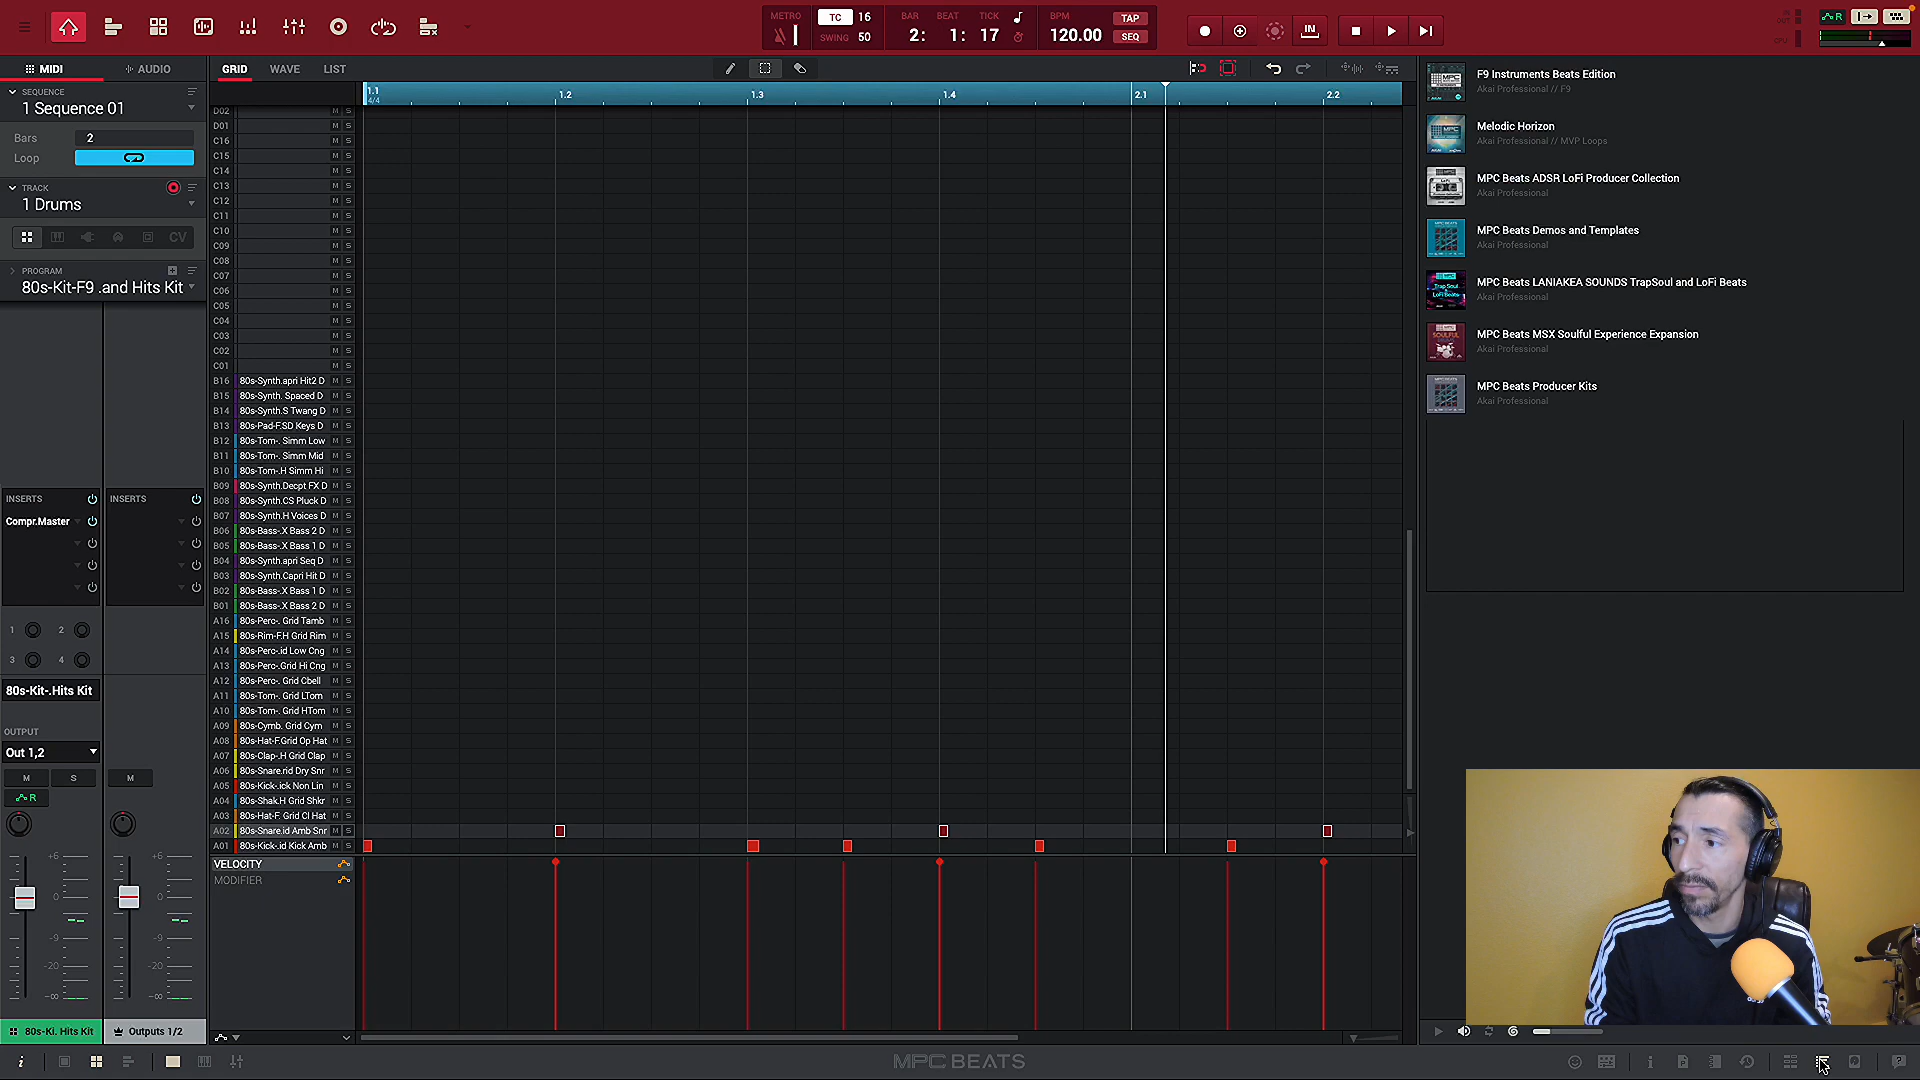 METRO
TC 16
SWING 50
BAR BEAT TICK
2: 1: 17
BPM
120.00
TAP
SEQ
IN
R
MIDI
AUDIO
GRID WAVE LIST
SEQUENCE
1 Sequence 01
Bars 2
Loop
TRACK
1 Drums
CV
PROGRAM
80s-Kit-F9 .and Hits Kit
1.1
4/4
1.2
1.3
1.4
2.1
2.2
D02 M S
D01 M S
C16 M S
C15 M S
C14 M S
C13 M S
C12 M S
C11 M S
C10 M S
C09 M S
C08 M S
C07 M S
C06 M S
C05 M S
C04 M S
C03 M S
C02 M S
C01 M S
B16 80s-Synth.apri Hit2 D M S
B15 80s-Synth. Spaced D M S
B14 80s-Synth.S Twang D M S
B13 80s-Pad-F.SD Keys D M S
B12 80s-Tom-. Simm Low M S
B11 80s-Tom-. Simm Mid M S
B10 80s-Tom-.H Simm Hi M S
B09 80s-Synth.Decpt FX D M S
B08 80s-Synth.CS Pluck D M S
B07 80s-Synth.H Voices D M S
B06 80s-Bass-.X Bass 2 D M S
B05 80s-Bass-.X Bass 1 D M S
B04 80s-Synth.apri Seq D M S
B03 80s-Synth.Capri Hit D M S
B02 80s-Bass-.X Bass 1 D M S
B01 80s-Bass-.X Bass 2 D M S
A16 80s-Perc-. Grid Tamb M S
A15 80s-Rim-F.H Grid Rim M S
A14 80s-Perc-.id Low Cng M S
A13 80s-Perc-.Grid Hi Cng M S
A12 80s-Perc-. Grid Cbell M S
A11 80s-Tom-. Grid LTom M S
A10 80s-Tom-. Grid HTom M S
A09 80s-Cymb. Grid Cym M S
A08 80s-Hat-F.Grid Op Hat M S
A07 80s-Clap-.H Grid Clap M S
A06 80s-Snare.rid Dry Snr M S
A05 80s-Kick-.ick Non Lin M S
A04 80s-Shak.H Grid Shkr M S
A03 80s-Hat-F. Grid Cl Hat M S
A02 80s-Snare.id Amb Snr M S
A01 80s-Kick-.id Kick Amb M S
VELOCITY
MODIFIER
INSERTS
INSERTS
Compr.Master
1 2
3 4
80s-Kit-.Hits Kit
OUTPUT
Out 1,2
M S
M
R
+6
0
-9
-20
-∞
+6
0
-9
-20
-∞
80s-Ki. Hits Kit
Outputs 1/2
F9 Instruments Beats Edition
Akai Professional // F9
Melodic Horizon
Akai Professional // MVP Loops
MPC Beats ADSR LoFi Producer Collection
Akai Professional
MPC Beats Demos and Templates
Akai Professional
MPC Beats LANIAKEA SOUNDS TrapSoul and LoFi Beats
Akai Professional
MPC Beats MSX Soulful Experience Expansion
Akai Professional
MPC Beats Producer Kits
Akai Professional
MPC BEATS